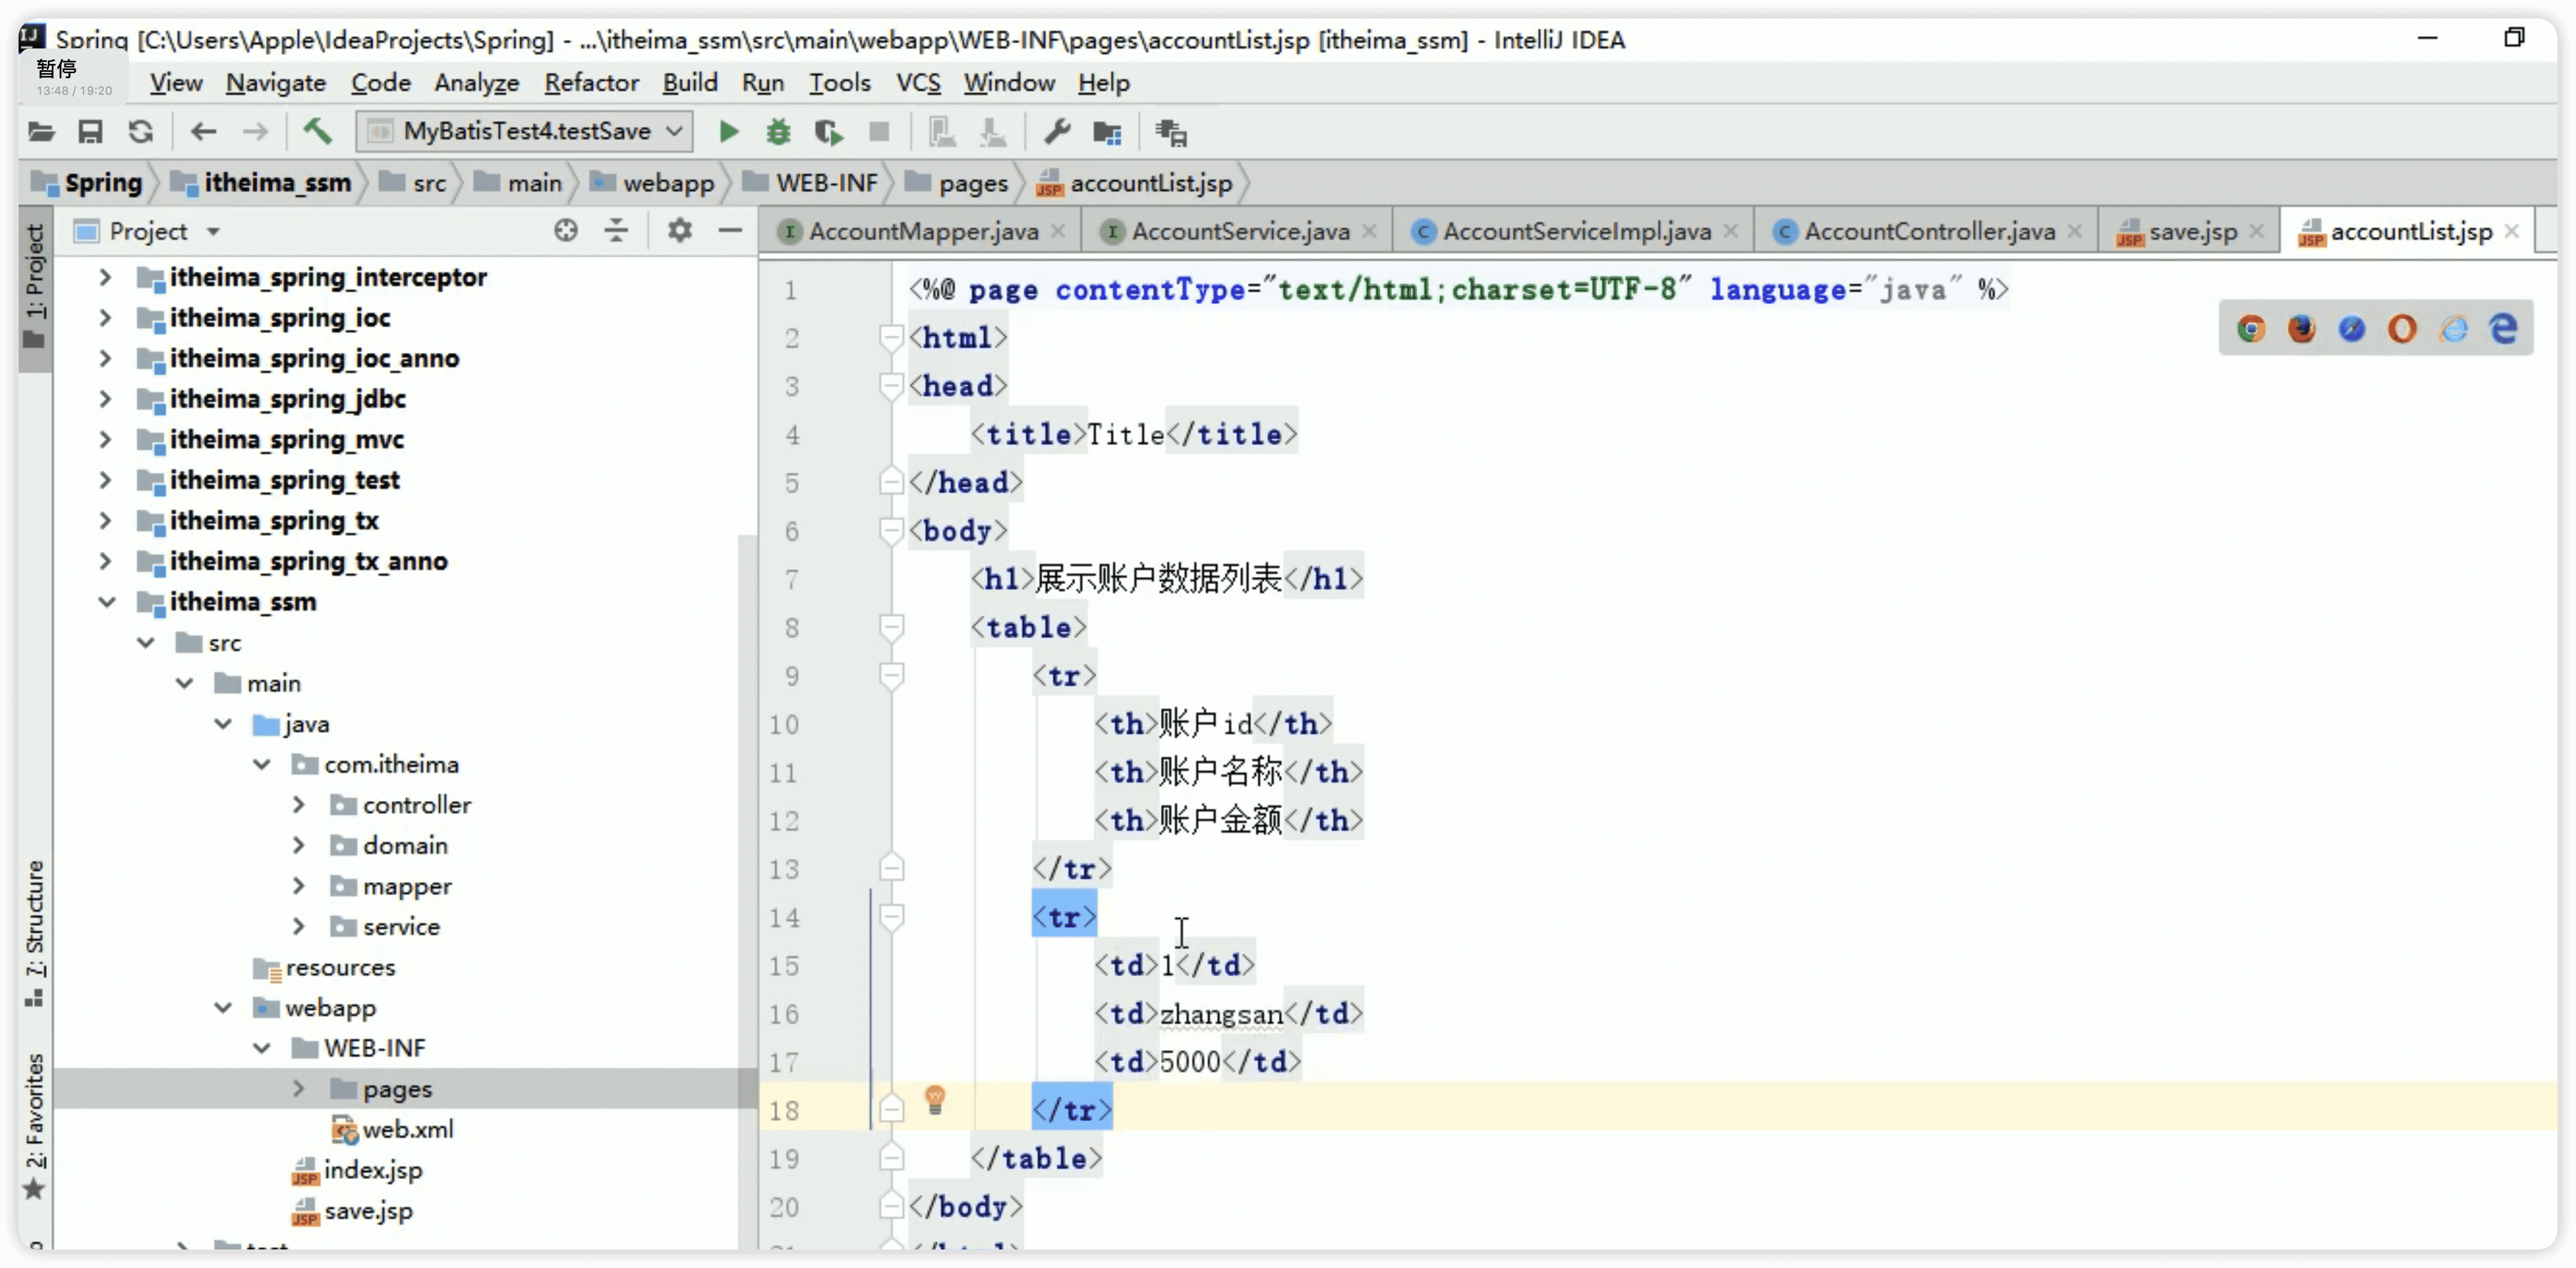 Spring [C:\Users\Apple\IdeaProjects\Spring] - ...\itheima_ssm\src\main\webapp\WEB-INF\pages\accountList.jsp [itheima_ssm] - IntelliJ IDEA
暂停
13:48 / 19:20
View Navigate Code Analyze Refactor Build Run Tools VCS Window Help
MyBatisTest4.testSave
Spring itheima_ssm src main webapp WEB-INF pages accountList.jsp
Project
AccountMapper.java AccountService.java AccountServiceImpl.java AccountController.java save.jsp accountList.jsp
1: Project
7: Structure
2: Favorites
itheima_spring_interceptor
itheima_spring_ioc
itheima_spring_ioc_anno
itheima_spring_jdbc
itheima_spring_mvc
itheima_spring_test
itheima_spring_tx
itheima_spring_tx_anno
itheima_ssm
src
main
java
com.itheima
controller
domain
mapper
service
resources
webapp
WEB-INF
pages
web.xml
index.jsp
save.jsp
1 <%@ page contentType="text/html;charset=UTF-8" language="java" %>
2 <html>
3 <head>
4 <title>Title</title>
5 </head>
6 <body>
7 <h1>展示账户数据列表</h1>
8 <table>
9 <tr>
10 <th>账户id</th>
11 <th>账户名称</th>
12 <th>账户金额</th>
13 </tr>
14 <tr>
15 <td>1</td>
16 <td>zhangsan</td>
17 <td>5000</td>
18 </tr>
19 </table>
20 </body>